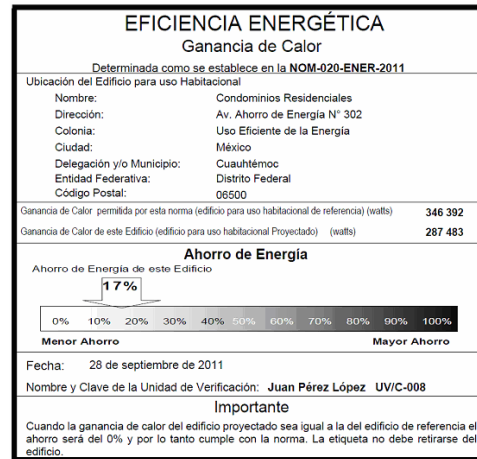 EFICIENCIA ENERGÉTICA
Ganancia de Calor
Determinada como se establece en la NOM-020-ENER-2011
Ubicación del Edificio para uso Habitacional
Nombre: Condominios Residenciales
Dirección: Av. Ahorro de Energía N° 302
Colonia: Uso Eficiente de la Energía
Ciudad: México
Delegación y/o Municipio: Cuauhtémoc
Entidad Federativa: Distrito Federal
Código Postal: 06500
Ganancia de Calor permitida por esta norma (edificio para uso habitacional de referencia) (watts) 346 392
Ganancia de Calor de este Edificio (edificio para uso habitacional Proyectado) (watts) 287 483
Ahorro de Energía
Ahorro de Energía de este Edificio
17%
0% 10% 20% 30% 40% 50% 60% 70% 80% 90% 100%
Menor Ahorro Mayor Ahorro
Fecha: 28 de septiembre de 2011
Nombre y Clave de la Unidad de Verificación: Juan Pérez López UV/C-008
Importante
Cuando la ganancia de calor del edificio proyectado sea igual a la del edificio de referencia el
ahorro será del 0% y por lo tanto cumple con la norma. La etiqueta no debe retirarse del
edificio.